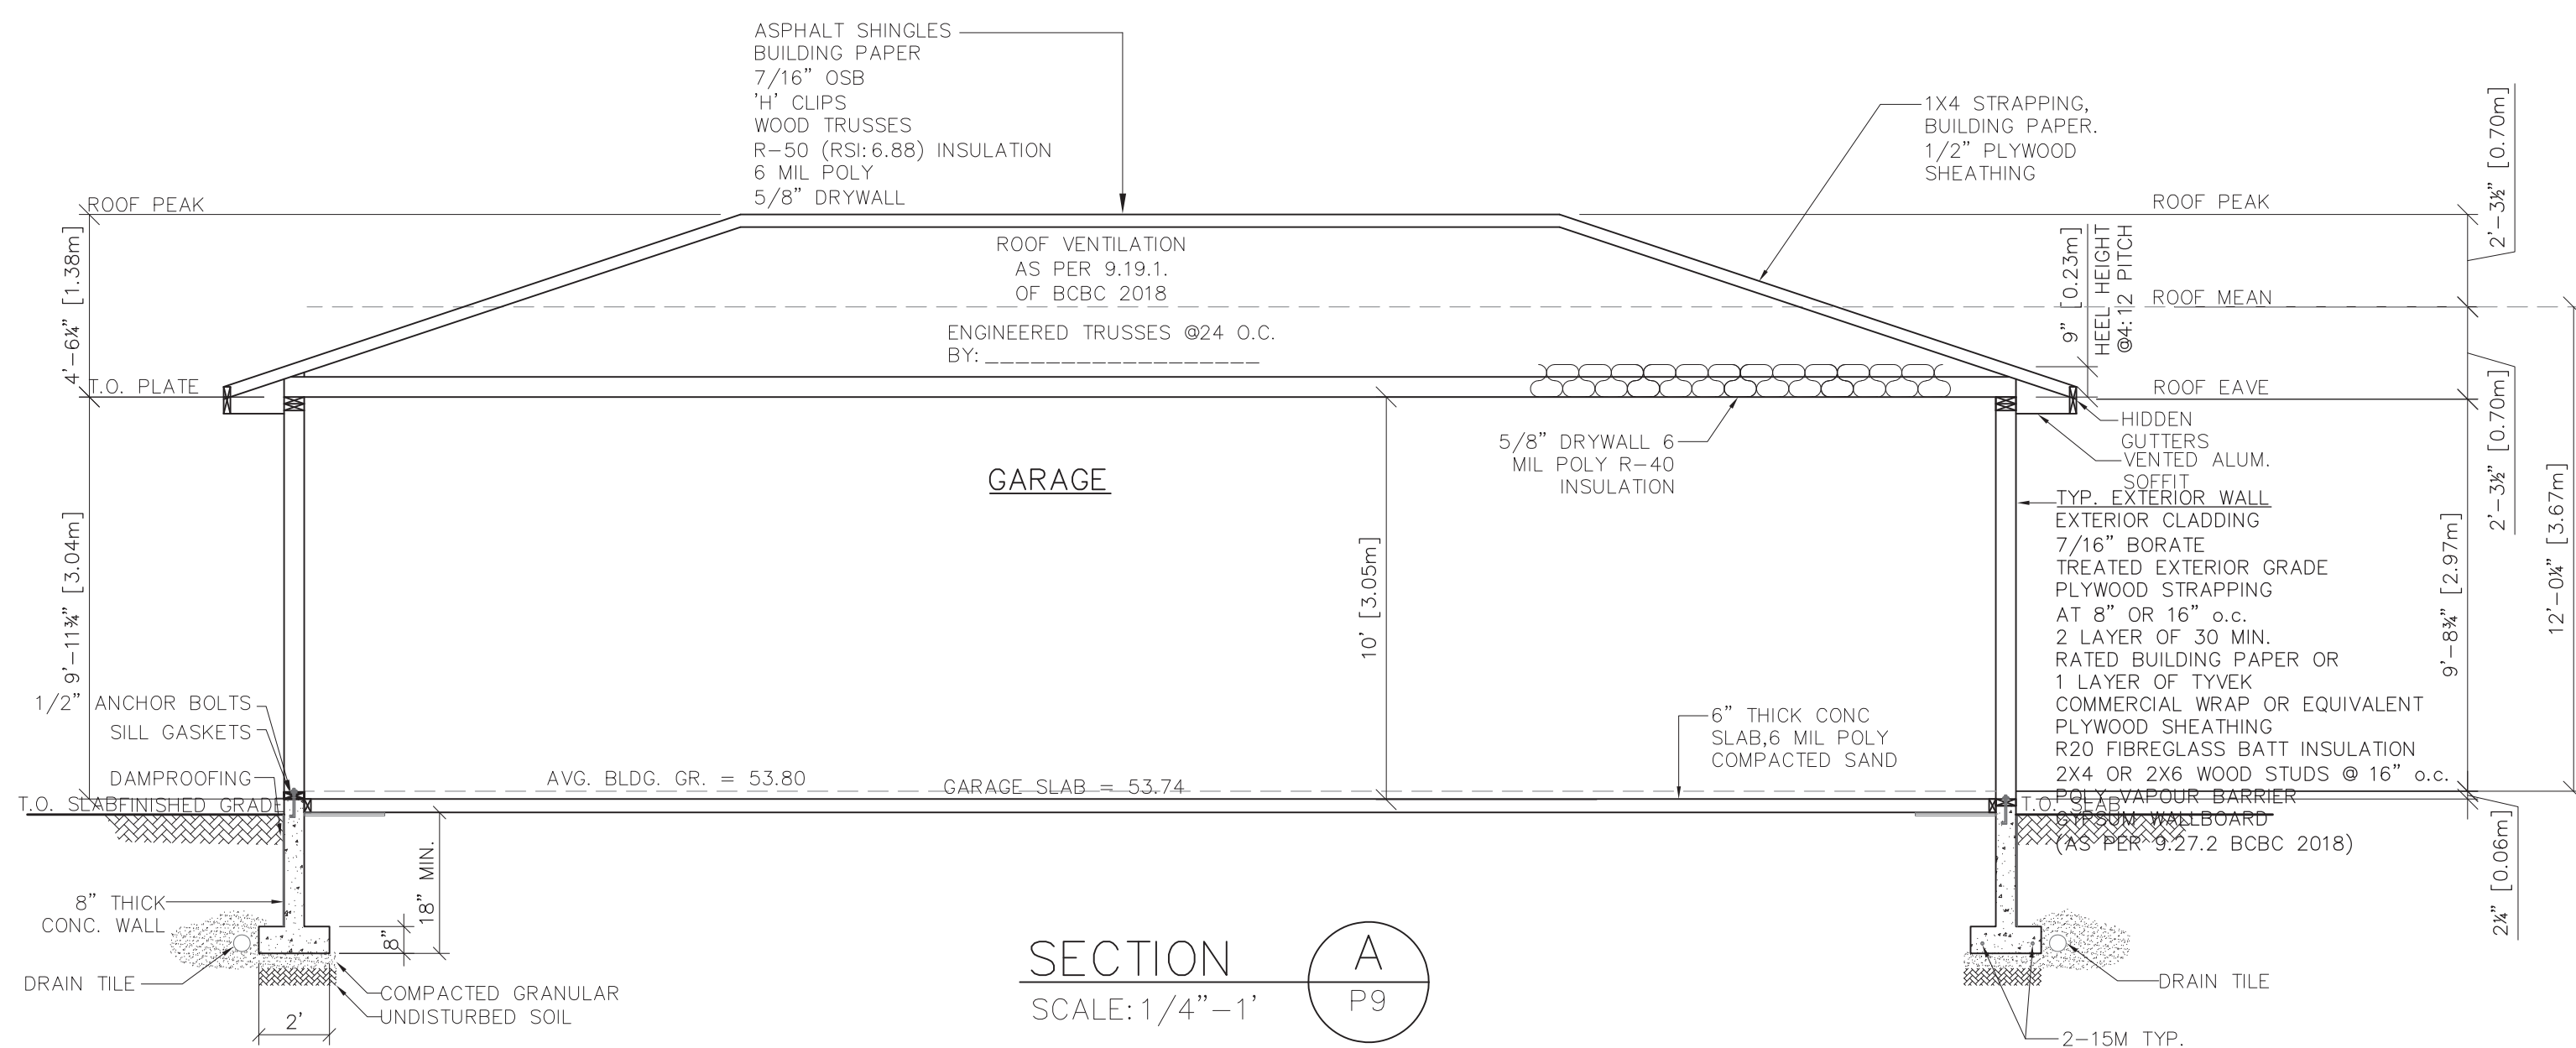 ASPHALT SHINGLES
BUILDING PAPER
7/16" OSB
'H' CLIPS
WOOD TRUSSES
R-50 (RSI:6.88) INSULATION
6 MIL POLY
5/8" DRYWALL
1X4 STRAPPING,
BUILDING PAPER.
1/2" PLYWOOD
SHEATHING
2'-3½" [0.70m]
ROOF PEAK
ROOF PEAK
4'-6¼" [1.38m]
ROOF VENTILATION
AS PER 9.19.1.
OF BCBC 2018
9" [0.23m]
HEEL HEIGHT
@4:12 PITCH
ROOF MEAN
ENGINEERED TRUSSES @24 O.C.
BY: ___________________
T.O. PLATE
ROOF EAVE
2'-3½" [0.70m]
HIDDEN
GUTTERS
VENTED ALUM.
SOFFIT
5/8" DRYWALL 6
MIL POLY R-40
INSULATION
GARAGE
9'-11¾" [3.04m]
10' [3.05m]
9'-8¾" [2.97m]
12'-0¼" [3.67m]
TYP. EXTERIOR WALL
EXTERIOR CLADDING
7/16" BORATE
TREATED EXTERIOR GRADE
PLYWOOD STRAPPING
AT 8" OR 16" o.c.
2 LAYER OF 30 MIN.
RATED BUILDING PAPER OR
1 LAYER OF TYVEK
COMMERCIAL WRAP OR EQUIVALENT
PLYWOOD SHEATHING
R20 FIBREGLASS BATT INSULATION
2X4 OR 2X6 WOOD STUDS @ 16" o.c.
POLY VAPOUR BARRIER
GYPSUM WALLBOARD
(AS PER 9.27.2 BCBC 2018)
1/2" ANCHOR BOLTS
SILL GASKETS
DAMPROOFING
T.O. SLAB
FINISHED GRADE
AVG. BLDG. GR. = 53.80
GARAGE SLAB = 53.74
6" THICK CONC
SLAB,6 MIL POLY
COMPACTED SAND
T.O. SLAB
2¼" [0.06m]
8" THICK
CONC. WALL
18" MIN.
8"
DRAIN TILE
COMPACTED GRANULAR
UNDISTURBED SOIL
2'
SECTION
SCALE:1/4"-1'
A
P9
DRAIN TILE
2-15M TYP.